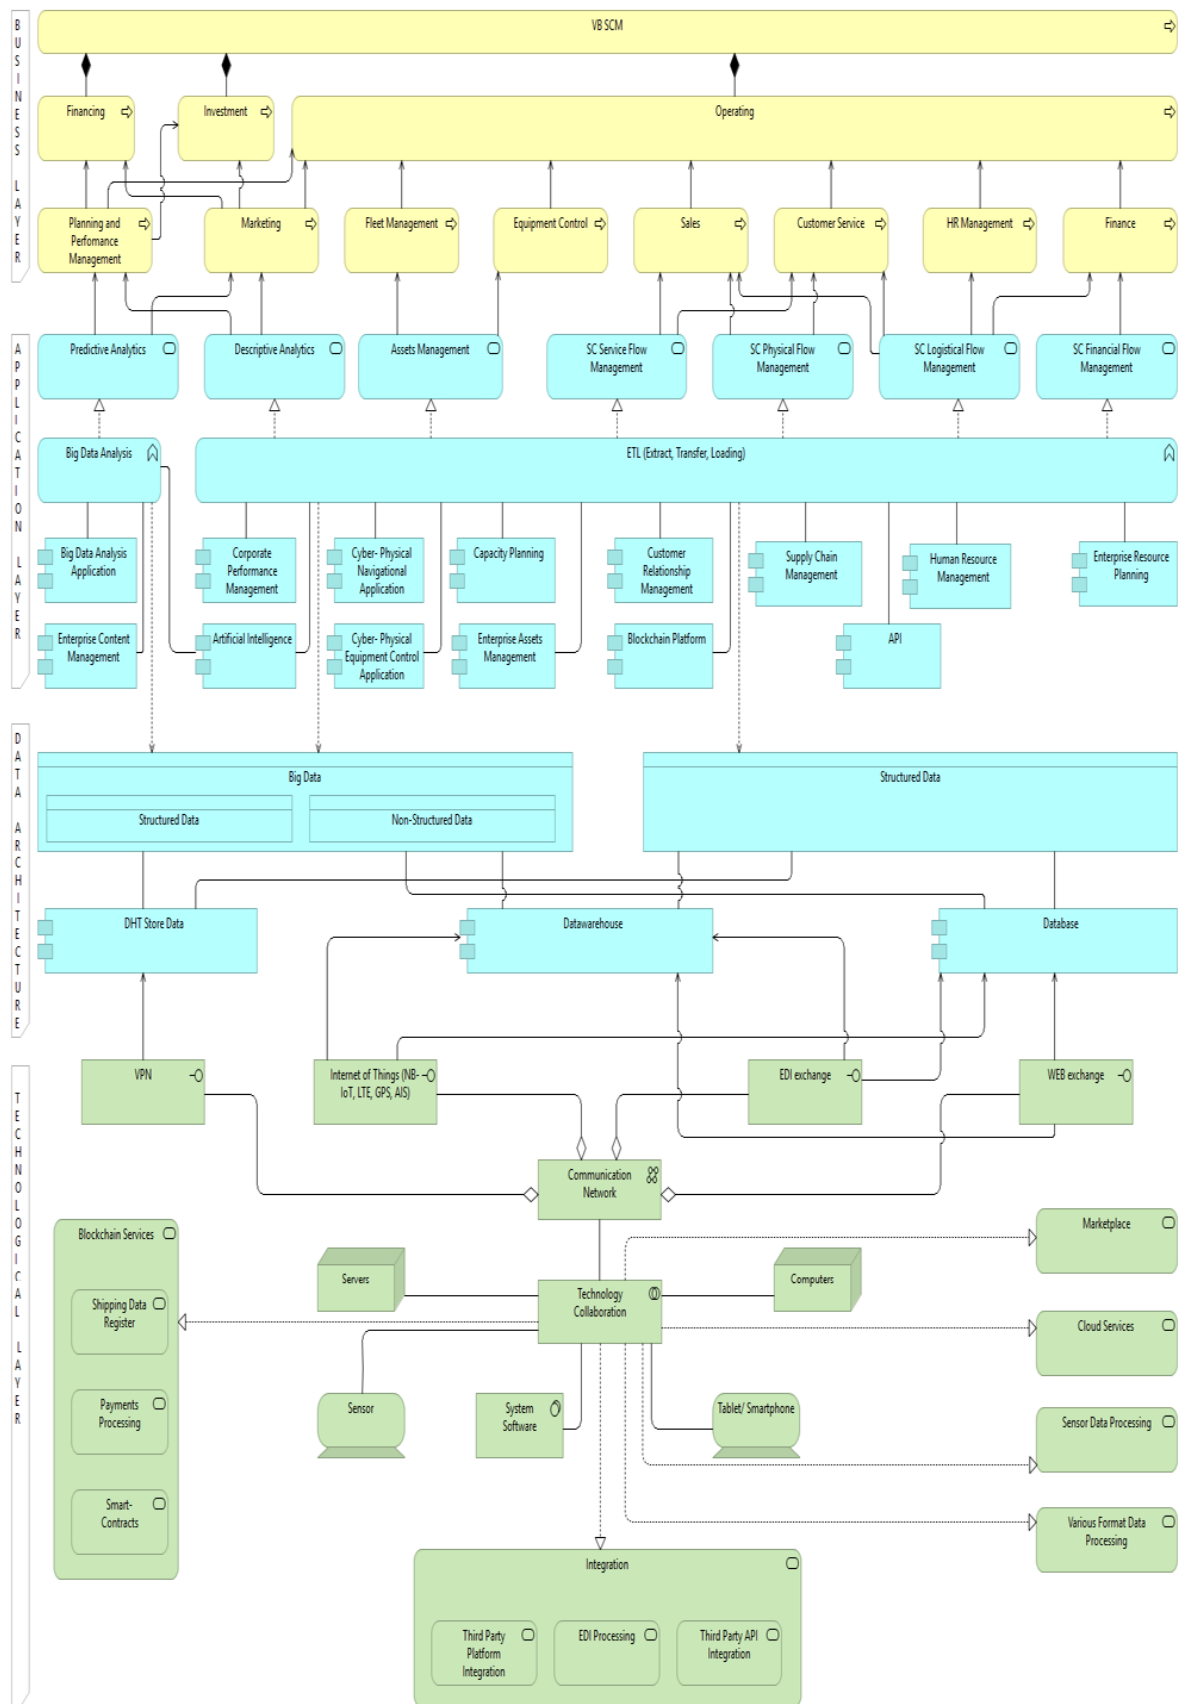 BUSINESS LAYER
VB SCM
Financing
Investment
Operating
Planning and
Perfomance
Management
Marketing
Fleet Management
Equipment Control
Sales
Customer Service
HR Management
Finance
APPLICATION LAYER
Predictive Analytics
Descriptive Analytics
Assets Management
SC Service Flow
Management
SC Physical Flow
Management
SC Logistical Flow
Management
SC Financial Flow
Management
Big Data Analysis
ETL (Extract, Transfer, Loading)
Big Data Analysis
Application
Corporate
Performance
Management
Cyber- Physical
Navigational
Application
Capacity Planning
Customer
Relationship
Management
Supply Chain
Management
Human Resource
Management
Enterprise Resource
Planning
Enterprise Content
Management
Artificial Intelligence
Cyber- Physical
Equipment Control
Application
Enterprise Assets
Management
Blockchain Platform
API
DATA ARCHITECTURE
Big Data
Structured Data
Non-Structured Data
Structured Data
DHT Store Data
Datawarehouse
Database
TECHNOLOGICAL LAYER
VPN
Internet of Things (NB-
IoT, LTE, GPS, AIS)
EDI exchange
WEB exchange
Communication
Network
Blockchain Services
Shipping Data
Register
Payments
Processing
Smart-
Contracts
Servers
Technology
Collaboration
Computers
Sensor
System
Software
Tablet/ Smartphone
Marketplace
Cloud Services
Sensor Data Processing
Various Format Data
Processing
Integration
Third Party
Platform
Integration
EDI Processing
Third Party API
Integration